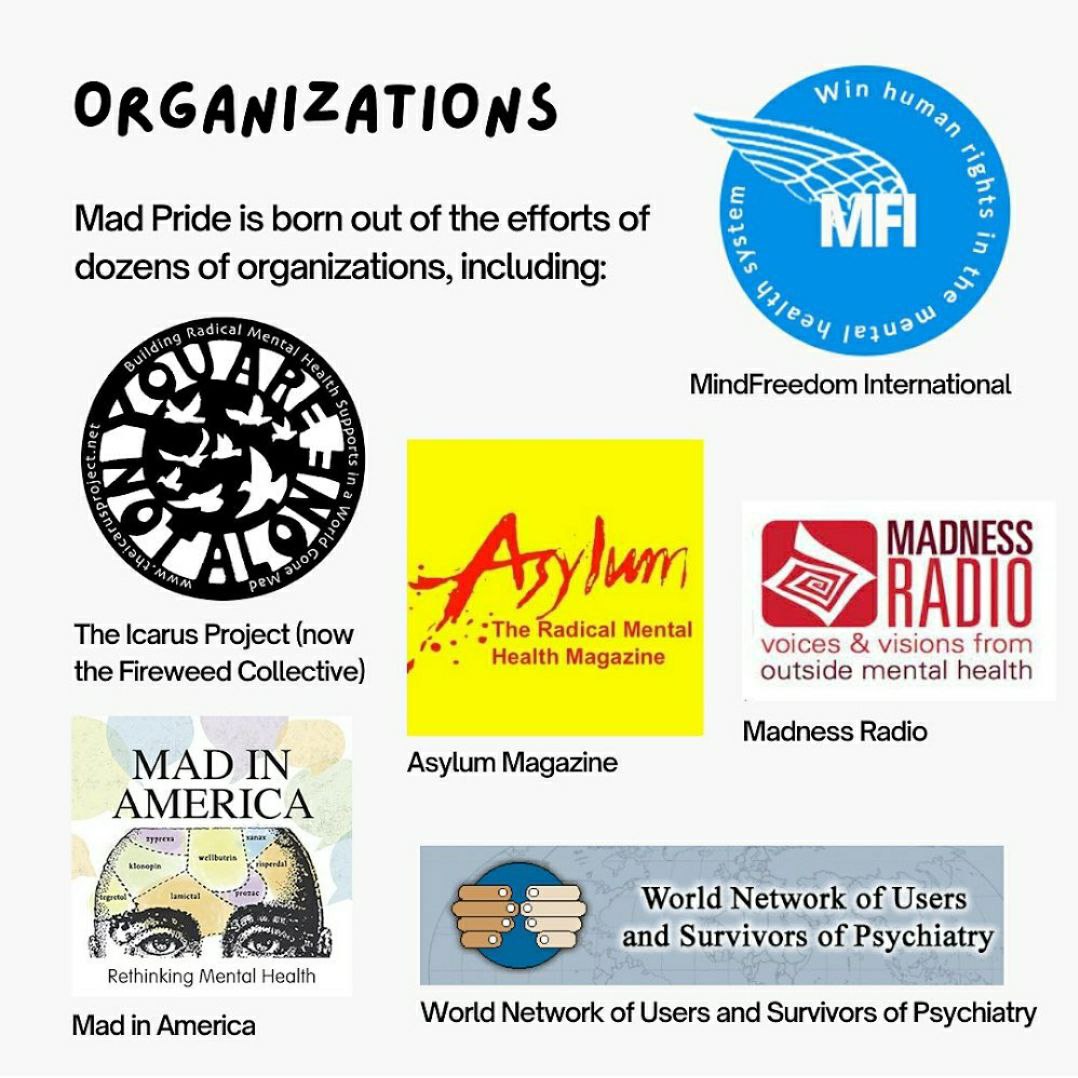 ORGANIZATIONS
Mad Pride is born out of the efforts of
dozens of organizations, including:
Win human rights in the mental health system
MFI
MindFreedom International
Building Radical Mental Health Supports in a World Gone Mad
YOU ARE NOT ALONE
www.theicarusproject.net
The Icarus Project (now
the Fireweed Collective)
Asylum
The Radical Mental
Health Magazine
Asylum Magazine
MADNESS
RADIO
voices & visions from
outside mental health
Madness Radio
MAD IN
AMERICA
zyprexa
xanax
klonopin
wellbutrin
risperdal
tegretol
lamictal
prozac
Rethinking Mental Health
Mad in America
World Network of Users
and Survivors of Psychiatry
World Network of Users and Survivors of Psychiatry